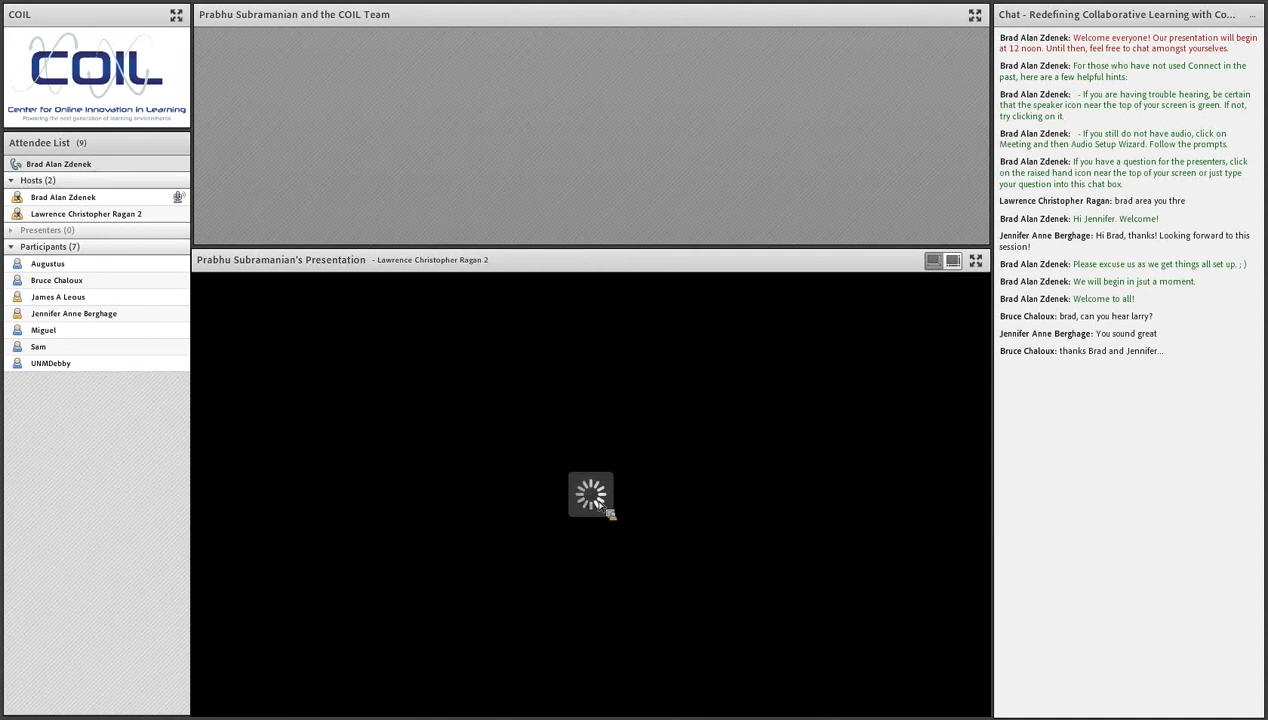 COIL
COIL
Center for Online Innovation in Learning
Powering the next generation of learning environments
Attendee List (9)
Brad Alan Zdenek
Hosts (2)
Brad Alan Zdenek
Lawrence Christopher Ragan 2
Presenters (0)
Participants (7)
Augustus
Bruce Chaloux
James A Leous
Jennifer Anne Berghage
Miguel
Sam
UNMDebby
Prabhu Subramanian and the COIL Team
Prabhu Subramanian's Presentation - Lawrence Christopher Ragan 2
Chat - Redefining Collaborative Learning with Co... ...
Brad Alan Zdenek: Welcome everyone! Our presentation will begin
at 12 noon. Until then, feel free to chat amongst yourselves.
Brad Alan Zdenek: For those who have not used Connect in the
past, here are a few helpful hints:
Brad Alan Zdenek: - If you are having trouble hearing, be certain
that the speaker icon near the top of your screen is green. If not,
try clicking on it.
Brad Alan Zdenek: - If you still do not have audio, click on
Meeting and then Audio Setup Wizard. Follow the prompts.
Brad Alan Zdenek: If you have a question for the presenters, click
on the raised hand icon near the top of your screen or just type
your question into this chat box.
Lawrence Christopher Ragan: brad area you thre
Brad Alan Zdenek: Hi Jennifer. Welcome!
Jennifer Anne Berghage: Hi Brad, thanks! Looking forward to this
session!
Brad Alan Zdenek: Please excuse us as we get things all set up. ; )
Brad Alan Zdenek: We will begin in jsut a moment.
Brad Alan Zdenek: Welcome to all!
Bruce Chaloux: brad, can you hear larry?
Jennifer Anne Berghage: You sound great
Bruce Chaloux: thanks Brad and Jennifer...